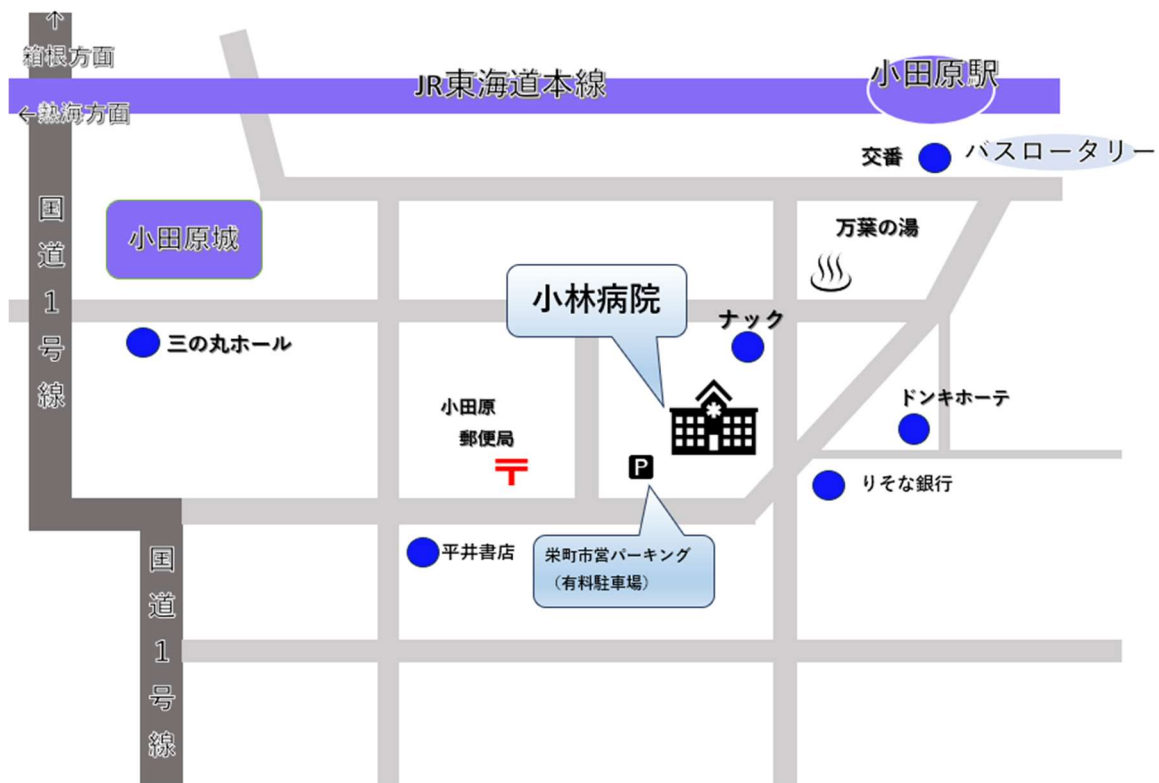 ↑
箱根方面
JR東海道本線
小田原駅
←熱海方面
交番
バスロータリー
国道1号線
小田原城
万葉の湯
小林病院
ナック
三の丸ホール
小田原
郵便局
〒
P
ドンキホーテ
りそな銀行
平井書店
栄町市営パーキング
（有料駐車場）
国道1号線